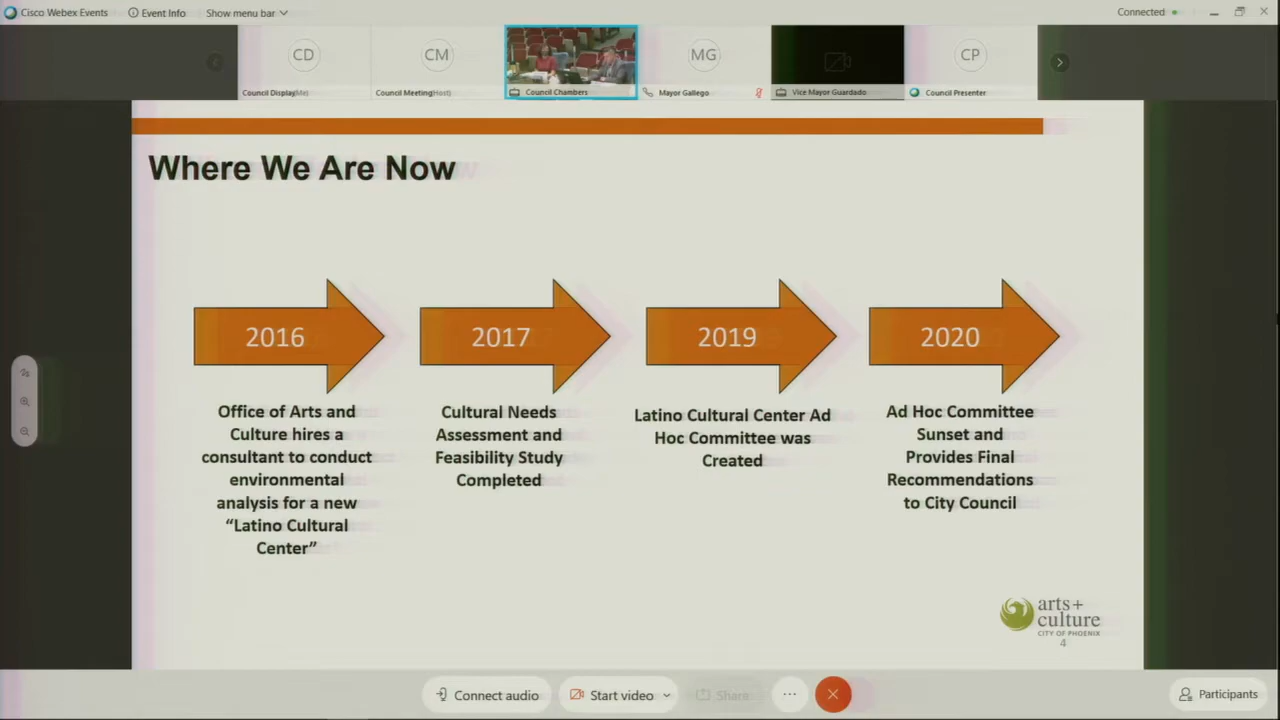 Cisco Webex Events
Event Info
Show menu bar
Connected
CD
CM
MG
CP
Council Display(Me)
Council Meeting(Host)
Council Chambers
Mayor Gallego
Vice Mayor Guardado
Council Presenter
Where We Are Now
2016
2017
2019
2020
Office of Arts and
Culture hires a
consultant to conduct
environmental
analysis for a new
“Latino Cultural
Center”
Cultural Needs
Assessment and
Feasibility Study
Completed
Latino Cultural Center Ad
Hoc Committee was
Created
Ad Hoc Committee
Sunset and
Provides Final
Recommendations
to City Council
arts+
culture
CITY OF PHOENIX
4
Connect audio
Start video
Share
Participants